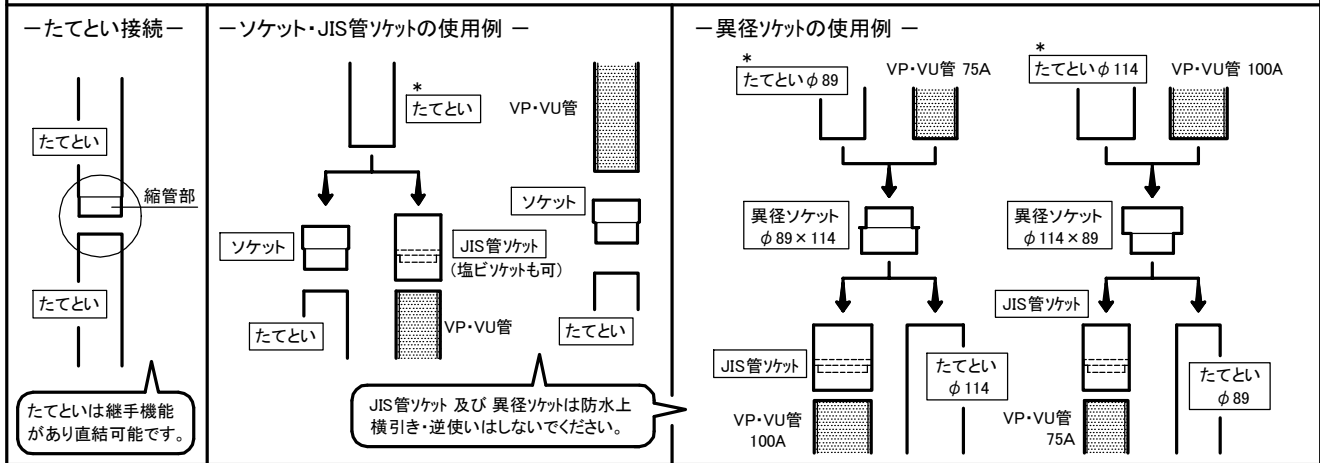 －たてとい接続－
たてとい
縮管部
たてとい
たてといは継手機能
があり直結可能です。
－ソケット・JIS管ソケットの使用例 －
*
たてとい
VP・VU管
ソケット
ソケット
JIS管ソケット
(塩ビソケットも可)
たてとい
VP・VU管
たてとい
JIS管ソケット 及び 異径ソケットは防水上
横引き・逆使いはしないでください。
－異径ソケットの使用例 －
*
たてといφ89
VP・VU管 75A
*
たてといφ114
VP・VU管 100A
異径ソケット
φ89×114
異径ソケット
φ114×89
JIS管ソケット
JIS管ソケット
たてとい
φ114
たてとい
φ89
VP・VU管
100A
VP・VU管
75A